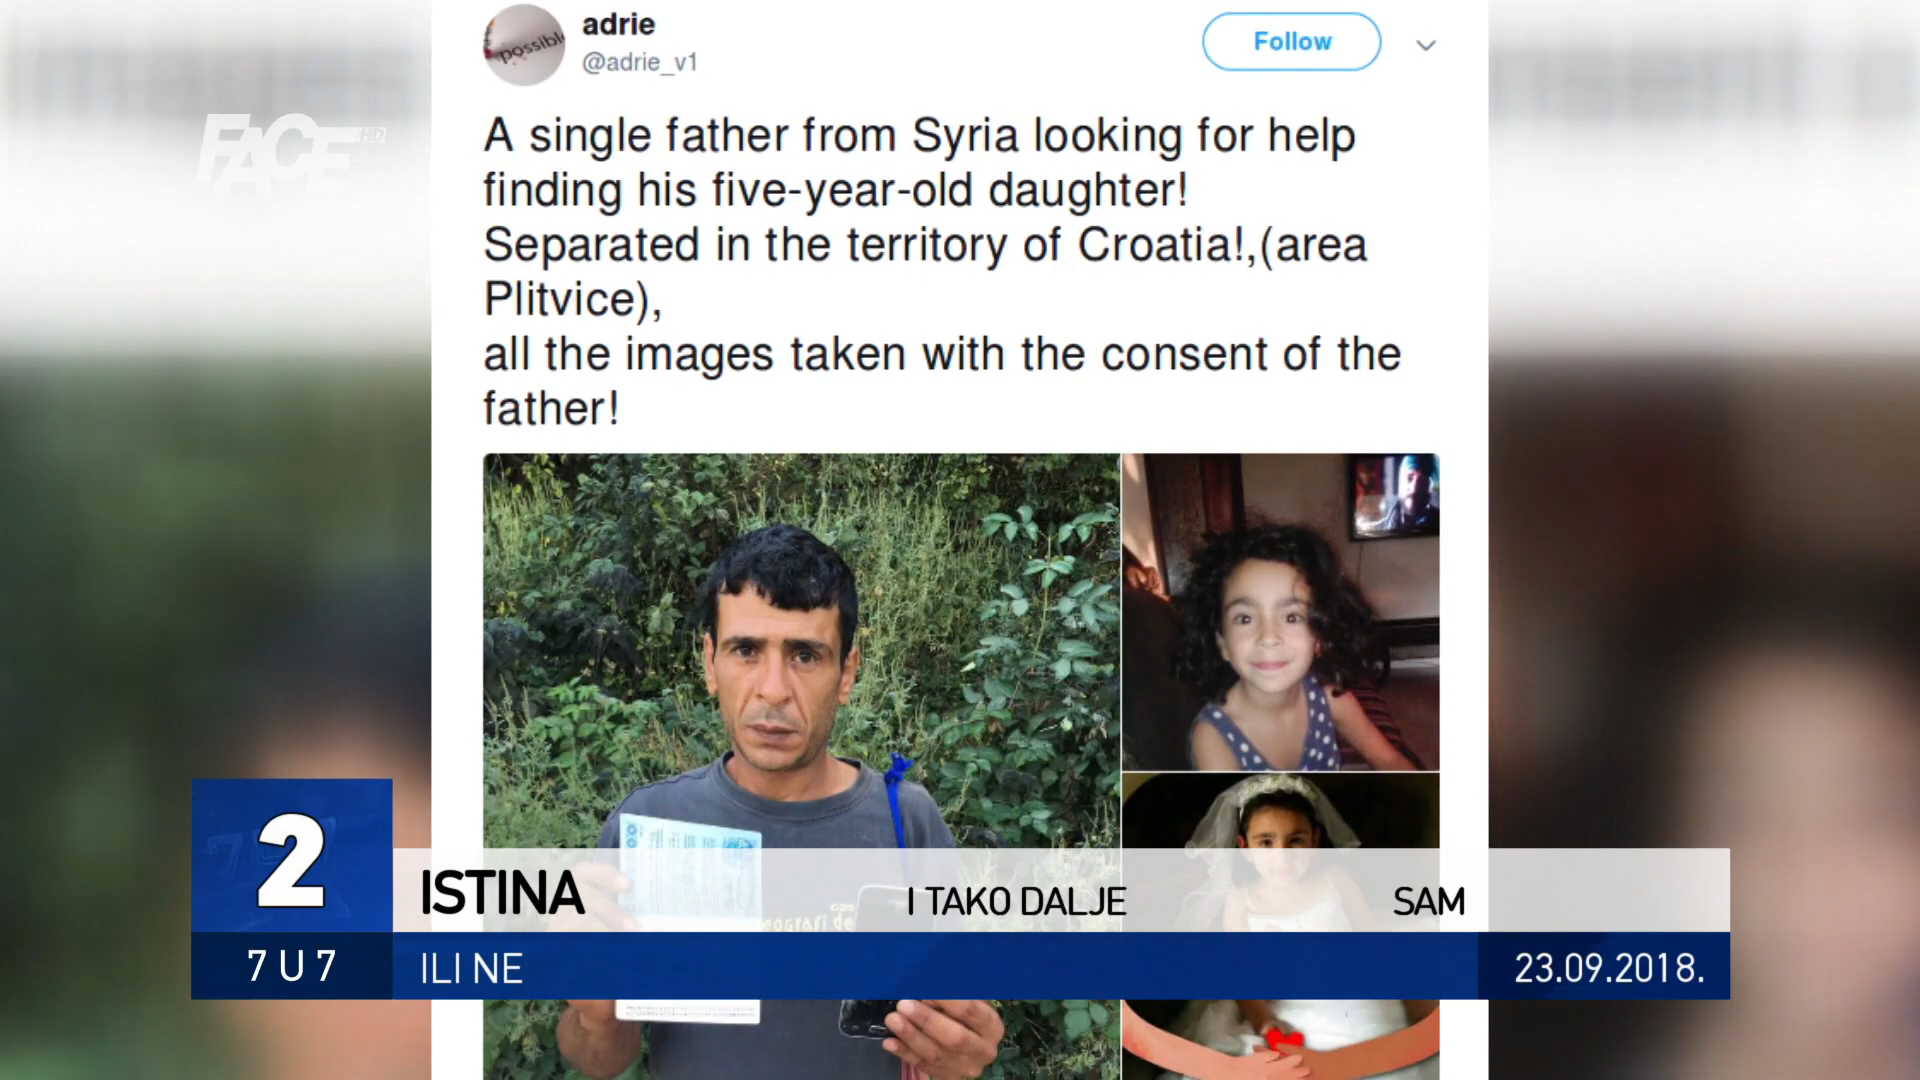 adrie
@adrie_v1
Follow
possible
FACE HD
A single father from Syria looking for help
finding his five-year-old daughter!
Separated in the territory of Croatia!,(area
Plitvice),
all the images taken with the consent of the
father!
2
ISTINA
I TAKO DALJE
SAM
7 U 7
ILI NE
23.09.2018.